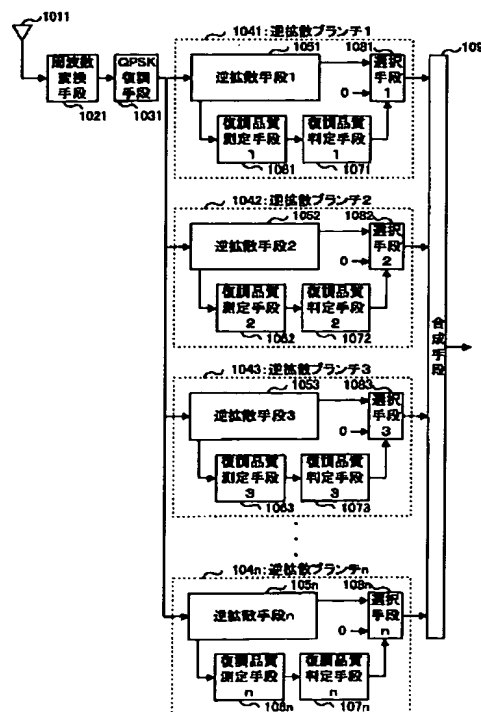 1011
周波数
変換
手段
1021
QPSK
復調
手段
1031
1041:逆拡散ブランチ1
1051
逆拡散手段1
1081
選択
手段
1
0
復調品質
測定手段
1
1061
復調品質
判定手段
1
1071
1042:逆拡散ブランチ2
1052
逆拡散手段2
1082
選択
手段
2
0
復調品質
測定手段
2
1062
復調品質
判定手段
2
1072
1043:逆拡散ブランチ3
1053
逆拡散手段3
1083
選択
手段
3
0
復調品質
測定手段
3
1063
復調品質
判定手段
3
1073
104n:逆拡散ブランチn
105n
逆拡散手段n
108n
選択
手段
n
0
復調品質
測定手段
n
106n
復調品質
判定手段
n
107n
109
合成手段